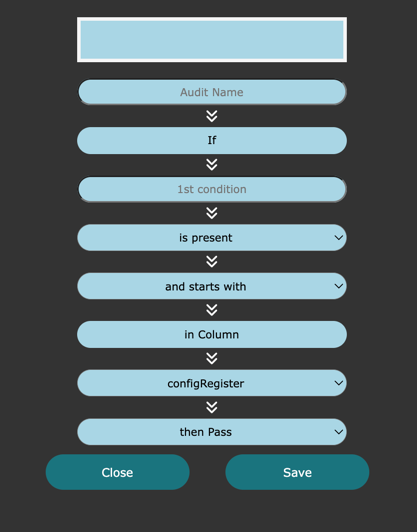 Audit Name
If
1st condition
is present
and starts with
in Column
configRegister
then Pass
Close
Save